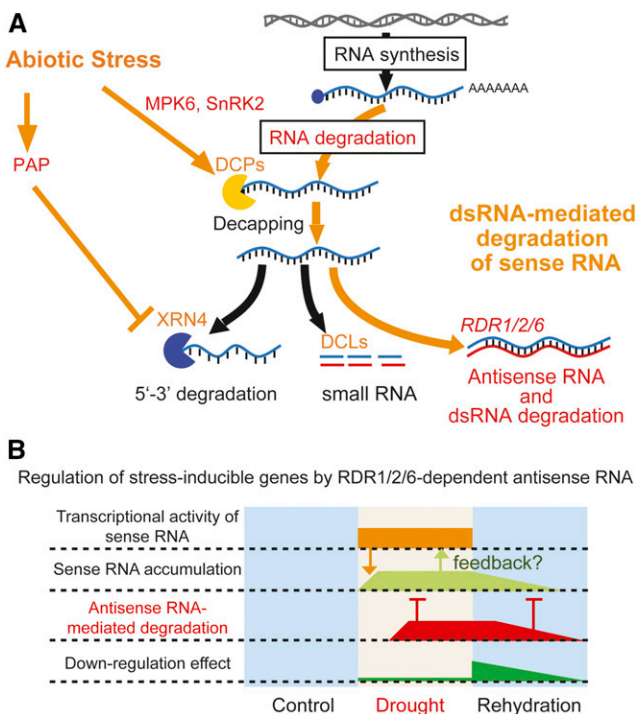 A
Abiotic Stress
RNA synthesis
MPK6, SnRK2
AAAAAAA
RNA degradation
PAP
DCPs
Decapping
dsRNA-mediated
degradation
of sense RNA
XRN4
DCLs
RDR1/2/6
5'-3' degradation
small RNA
Antisense RNA
and
dsRNA degradation
B
Regulation of stress-inducible genes by RDR1/2/6-dependent antisense RNA
Transcriptional activity of
sense RNA
Sense RNA accumulation
feedback?
Antisense RNA-
mediated degradation
Down-regulation effect
Control
Drought
Rehydration